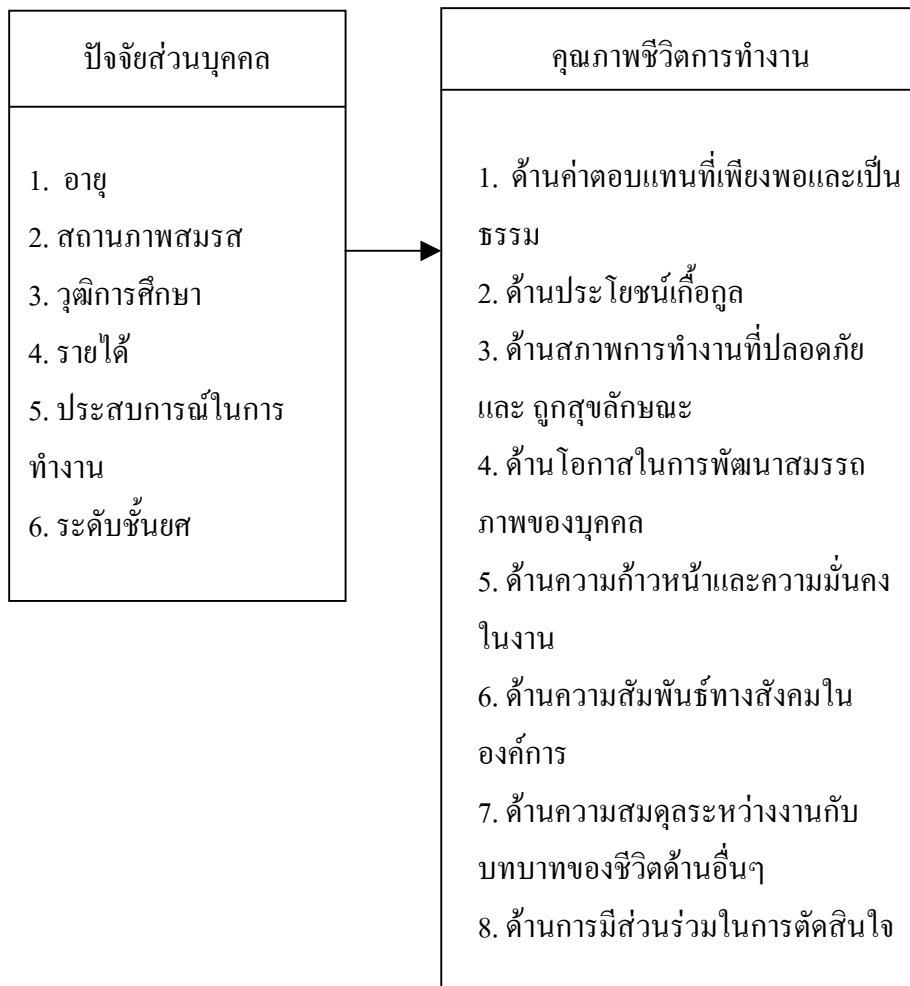 ปัจจัยส่วนบุคคล
1. อายุ
2. สถานภาพสมรส
3. วุฒิการศึกษา
4. รายได้
5. ประสบการณ์ในการ
ทำงาน
6. ระดับชั้นยศ
คุณภาพชีวิตการทำงาน
1. ด้านค่าตอบแทนที่เพียงพอและเป็น
ธรรม
2. ด้านประโยชน์เกื้อกูล
3. ด้านสภาพการทำงานที่ปลอดภัย
และ ถูกสุขลักษณะ
4. ด้านโอกาสในการพัฒนาสมรรถ
ภาพของบุคคล
5. ด้านความก้าวหน้าและความมั่นคง
ในงาน
6. ด้านความสัมพันธ์ทางสังคมใน
องค์การ
7. ด้านความสมดุลระหว่างงานกับ
บทบาทของชีวิตด้านอื่นๆ
8. ด้านการมีส่วนร่วมในการตัดสินใจ